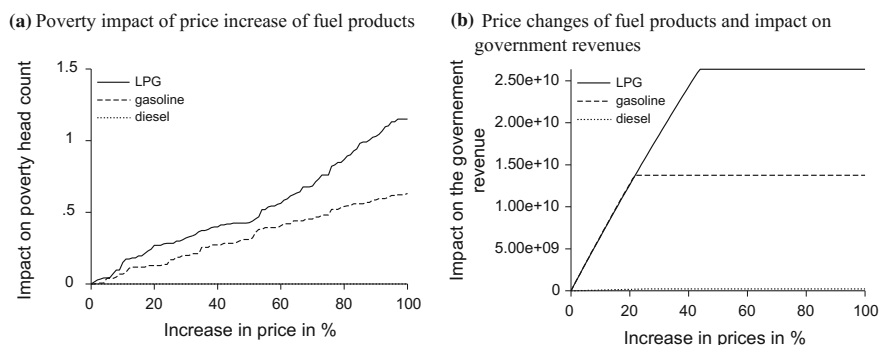 (a) Poverty impact of price increase of fuel products
1.5
1
.5
0
Impact on poverty head count
LPG
gasoline
diesel
0 20 40 60 80 100
Increase in price in %
(b) Price changes of fuel products and impact on
government revenues
2.50e+10
2.00e+10
1.50e+10
1.00e+10
5.00e+09
0
Impact on the governement
revenue
LPG
gasoline
diesel
0 20 40 60 80 100
Increase in prices in %